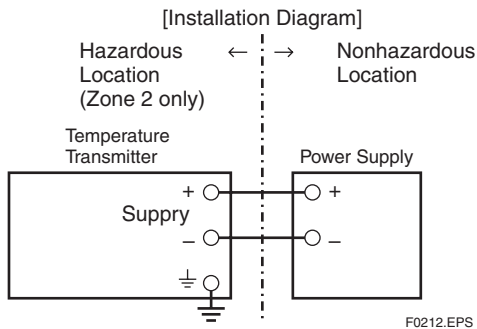 [Installation Diagram]
Hazardous
Location
(Zone 2 only)
← → Nonhazardous
Location
Temperature
Transmitter
Power Supply
+ +
Suppry
– –
F0212.EPS